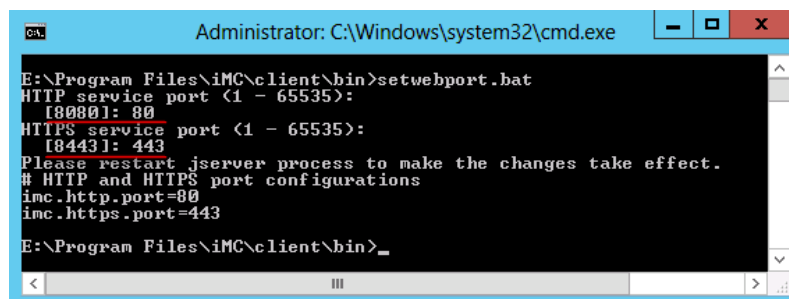 Administrator: C:\Windows\system32\cmd.exe
E:\Program Files\iMC\client\bin>setwebport.bat
HTTP service port (1 - 65535):
[8080]: 80
HTTPS service port (1 - 65535):
[8443]: 443
Please restart jserver process to make the changes take effect.
# HTTP and HTTPS port configurations
imc.http.port=80
imc.https.port=443
E:\Program Files\iMC\client\bin>_